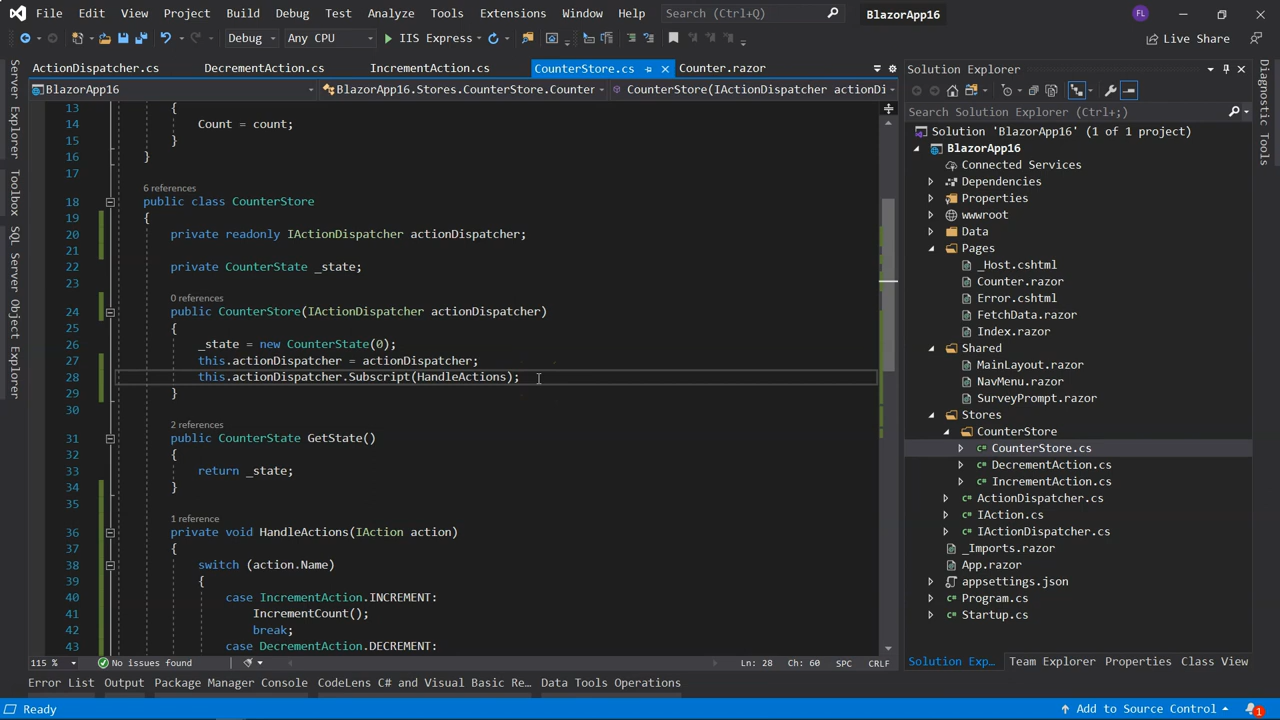 File Edit View Project Build Debug Test Analyze Tools Extensions Window Help Search (Ctrl+Q) BlazorApp16 FL
Debug Any CPU IIS Express Live Share
ActionDispatcher.cs DecrementAction.cs IncrementAction.cs CounterStore.cs Counter.razor
BlazorApp16 BlazorApp16.Stores.CounterStore.Counter CounterStore(IActionDispatcher actionDi
Server Explorer
Toolbox
SQL Server Object Explorer
13 {
14 Count = count;
15 }
16 }
17
6 references
18 public class CounterStore
19 {
20 private readonly IActionDispatcher actionDispatcher;
21
22 private CounterState _state;
23
0 references
24 public CounterStore(IActionDispatcher actionDispatcher)
25 {
26 _state = new CounterState(0);
27 this.actionDispatcher = actionDispatcher;
28 this.actionDispatcher.Subscript(HandleActions);
29 }
30
2 references
31 public CounterState GetState()
32 {
33 return _state;
34 }
35
1 reference
36 private void HandleActions(IAction action)
37 {
38 switch (action.Name)
39 {
40 case IncrementAction.INCREMENT:
41 IncrementCount();
42 break;
43 case DecrementAction.DECREMENT:
115 % No issues found Ln: 28 Ch: 60 SPC CRLF
Solution Explorer
Search Solution Explorer (Ctrl+;)
Solution 'BlazorApp16' (1 of 1 project)
BlazorApp16
Connected Services
Dependencies
Properties
wwwroot
Data
Pages
_Host.cshtml
Counter.razor
Error.cshtml
FetchData.razor
Index.razor
Shared
MainLayout.razor
NavMenu.razor
SurveyPrompt.razor
Stores
CounterStore
CounterStore.cs
DecrementAction.cs
IncrementAction.cs
ActionDispatcher.cs
IAction.cs
IActionDispatcher.cs
_Imports.razor
App.razor
appsettings.json
Program.cs
Startup.cs
Solution Exp... Team Explorer Properties Class View
Diagnostic Tools
Error List Output Package Manager Console CodeLens C# and Visual Basic Re... Data Tools Operations
Ready Add to Source Control 1